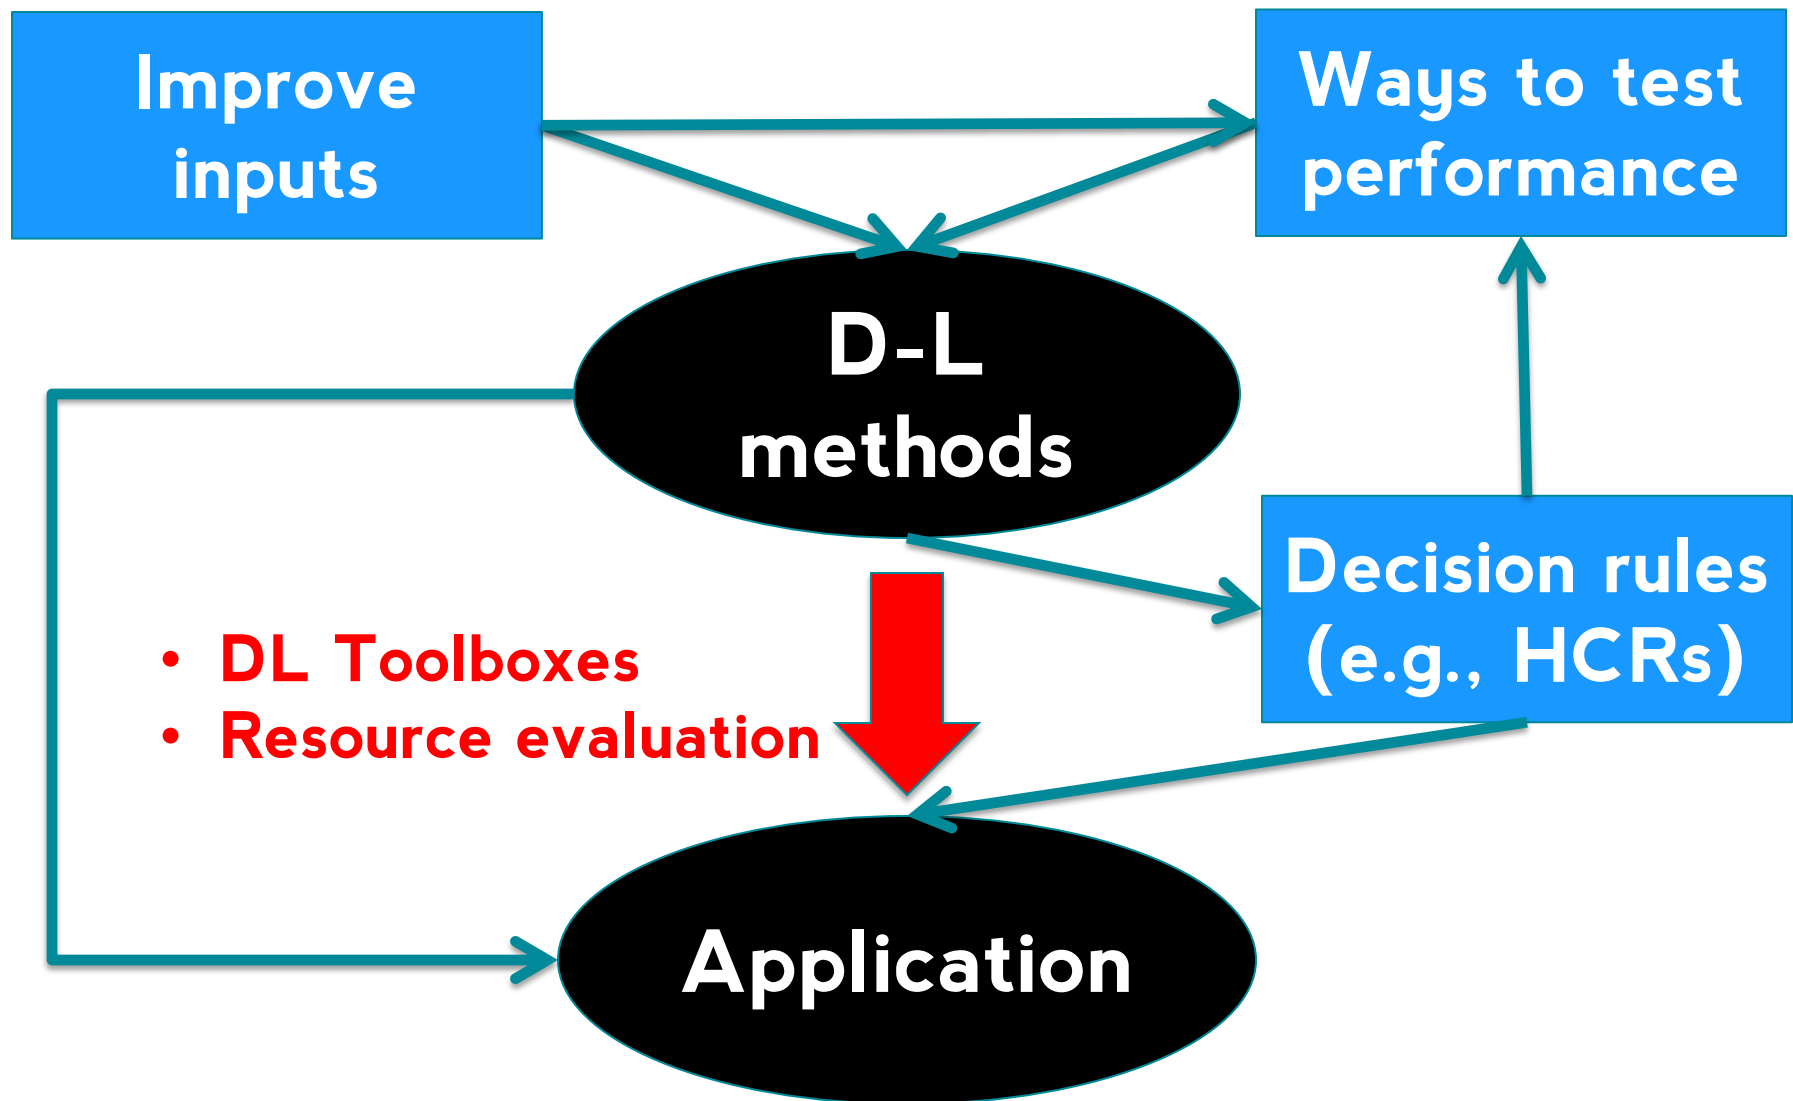 Improve
inputs
Ways to test
performance
D-L
methods
Decision rules
(e.g., HCRs)
• DL Toolboxes
• Resource evaluation
Application